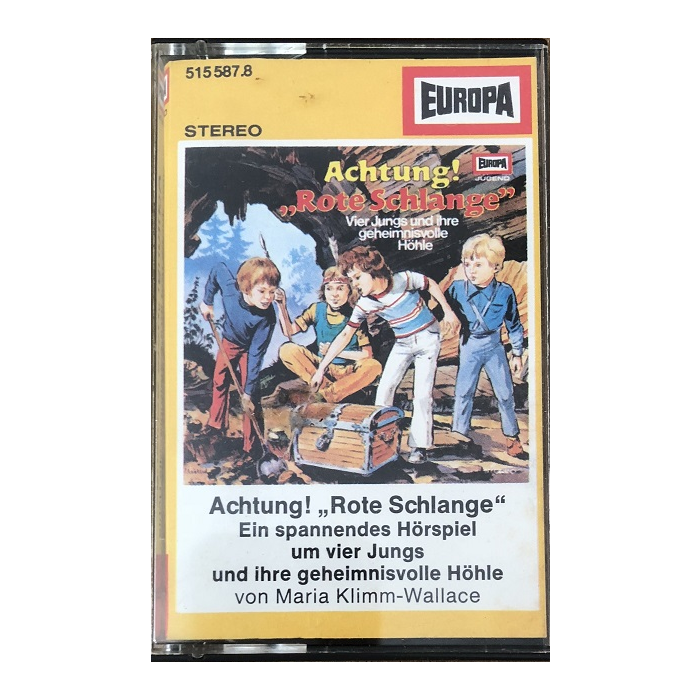 515 587.8
EUROPA
STEREO
Achtung!
EUROPA
JUGEND
„Rote Schlange”
Vier Jungs und ihre
geheimnisvolle
Höhle
Achtung! „Rote Schlange“
Ein spannendes Hörspiel
um vier Jungs
und ihre geheimnisvolle Höhle
von Maria Klimm-Wallace